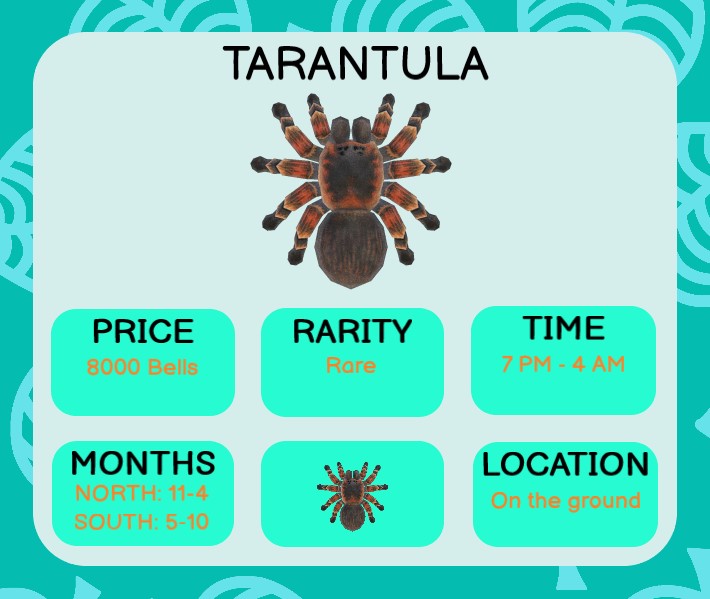 TARANTULA
PRICE
8000 Bells
RARITY
Rare
TIME
7 PM - 4 AM
MONTHS
NORTH: 11-4
SOUTH: 5-10
LOCATION
On the ground